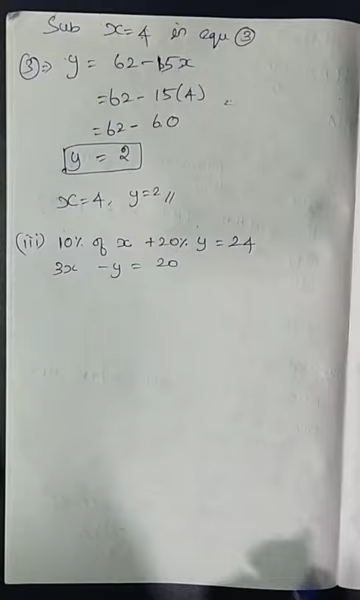 Sub x=4 in equ ③
③⇒ y = 62-15x
=62-15(4)
=62-60
y = 2
x=4, y=2//
(iii) 10% of x +20% y = 24
3x - y = 20